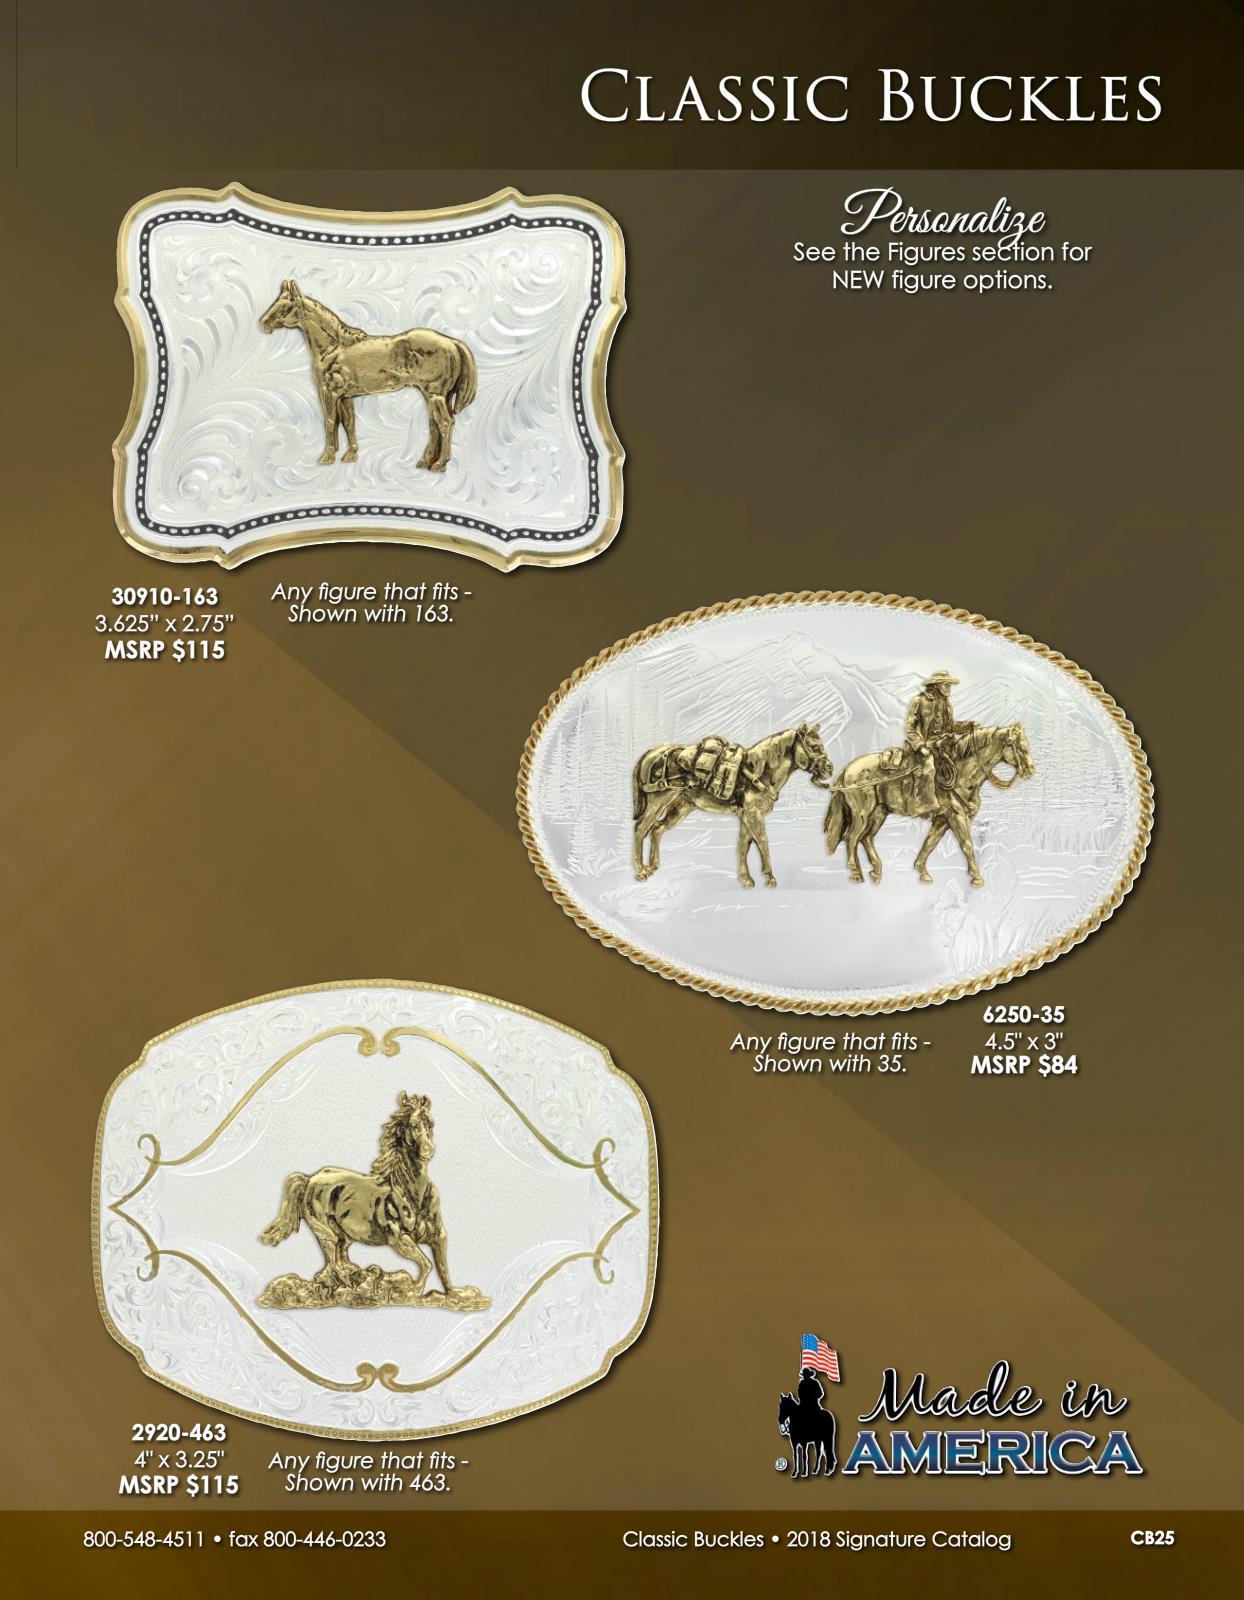 CLASSIC BUCKLES
Personalize
See the Figures section for
NEW figure options.
30910-163
3.625” x 2.75”
MSRP $115
Any figure that fits -
Shown with 163.
6250-35
4.5" x 3"
MSRP $84
Any figure that fits -
Shown with 35.
2920-463
4" x 3.25"
MSRP $115
Any figure that fits -
Shown with 463.
Made in
® AMERICA
800-548-4511 • fax 800-446-0233
Classic Buckles • 2018 Signature Catalog
CB25